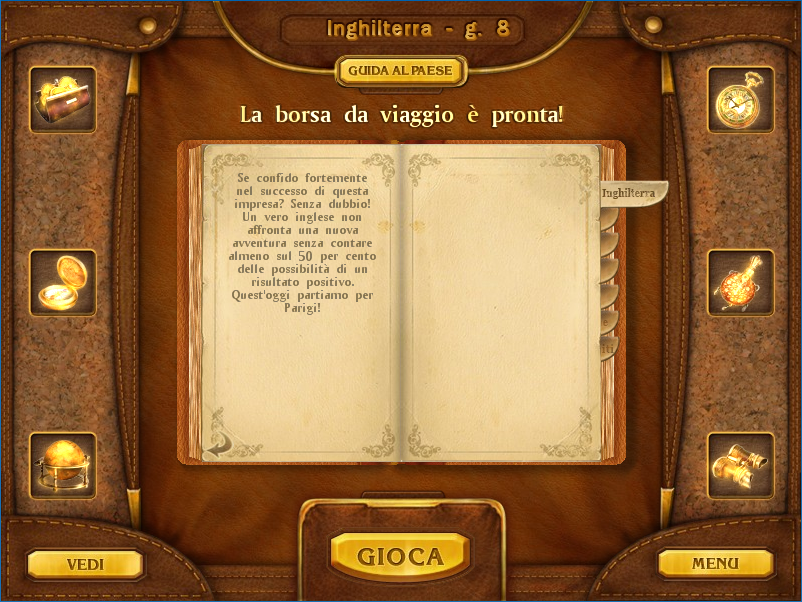 Inghilterra - g. 8
GUIDA AL PAESE
La borsa da viaggio è pronta!
Se confido fortemente
nel successo di questa
impresa? Senza dubbio!
Un vero inglese non
affronta una nuova
avventura senza contare
almeno sul 50 per cento
delle possibilità di un
risultato positivo.
Quest'oggi partiamo per
Parigi!
Inghilterra
VEDI
GIOCA
MENU